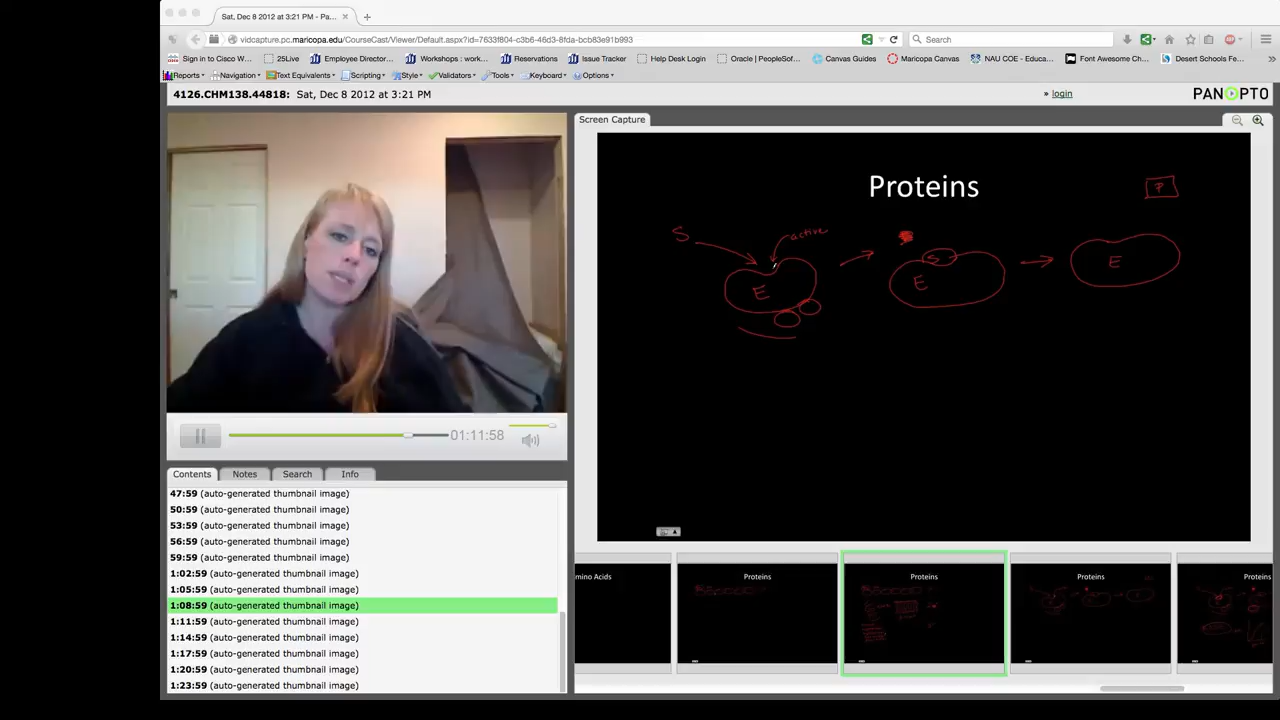 Sat, Dec 8 2012 at 3:21 PM - Pa...
vidcapture.pc.maricopa.edu/CourseCast/Viewer/Default.aspx?id=7633f804-c3b6-46d3-8fda-bcb83e91b993
Search
Sign in to Cisco W...
25Live
Employee Director...
Workshops : work...
Reservations
Issue Tracker
Help Desk Login
Oracle | PeopleSof...
Canvas Guides
Maricopa Canvas
NAU COE - Educa...
Font Awesome Ch...
Desert Schools Fe...
Reports
Navigation
Text Equivalents
Scripting
Style
Validators
Tools
Keyboard
Options
4126.CHM138.44818: Sat, Dec 8 2012 at 3:21 PM
» login
PANOPTO
Screen Capture
Proteins
P
S
active
E
S
E
E
01:11:58
Contents
Notes
Search
Info
47:59 (auto-generated thumbnail image)
50:59 (auto-generated thumbnail image)
53:59 (auto-generated thumbnail image)
56:59 (auto-generated thumbnail image)
59:59 (auto-generated thumbnail image)
1:02:59 (auto-generated thumbnail image)
1:05:59 (auto-generated thumbnail image)
1:08:59 (auto-generated thumbnail image)
1:11:59 (auto-generated thumbnail image)
1:14:59 (auto-generated thumbnail image)
1:17:59 (auto-generated thumbnail image)
1:20:59 (auto-generated thumbnail image)
1:23:59 (auto-generated thumbnail image)
mino Acids
Proteins
Proteins
Proteins
Proteins